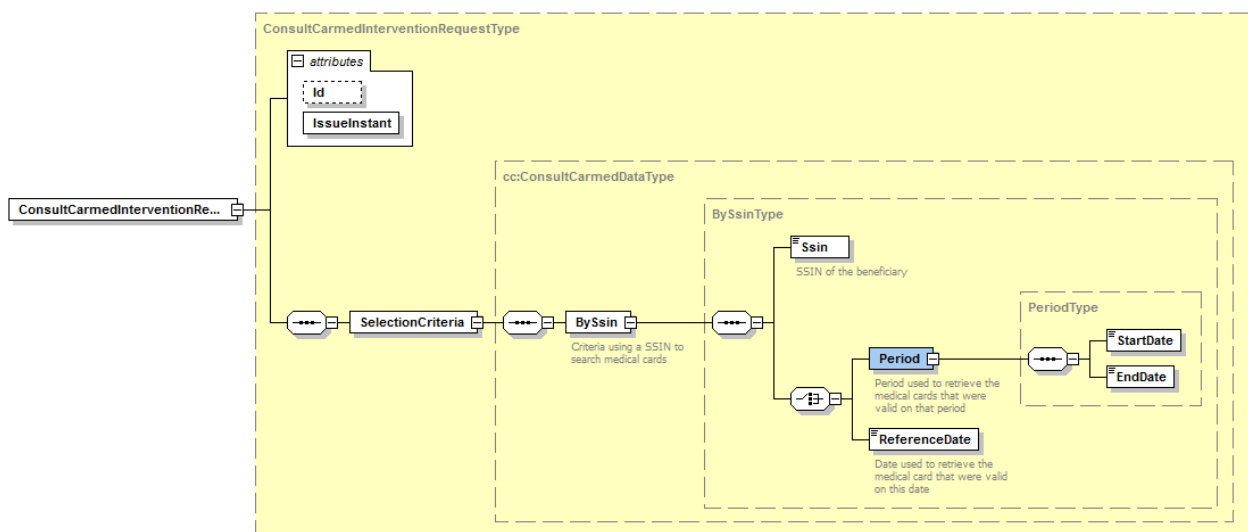 ConsultCarmedInterventionRequestType
attributes
Id
IssueInstant
cc:ConsultCarmedDataType
ConsultCarmedInterventionRe...
BySsinType
Ssin
SSIN of the beneficiary
PeriodType
SelectionCriteria
BySsin
Criteria using a SSIN to
search medical cards
Period
Period used to retrieve the
medical cards that were
valid on that period
StartDate
EndDate
ReferenceDate
Date used to retrieve the
medical card that were valid
on this date